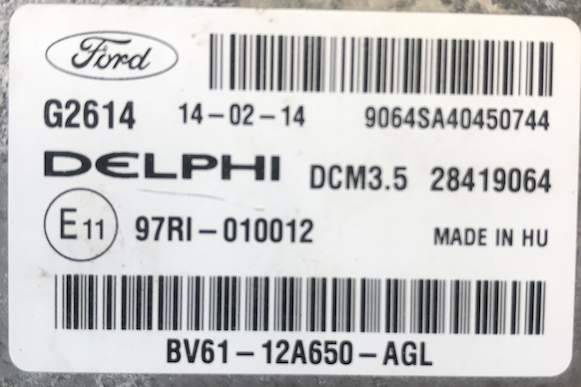 Ford
G2614 14-02-14 9064SA40450744
DELPHI DCM3.5 28419064
E11 97RI-010012 MADE IN HU
BV61-12A650-AGL